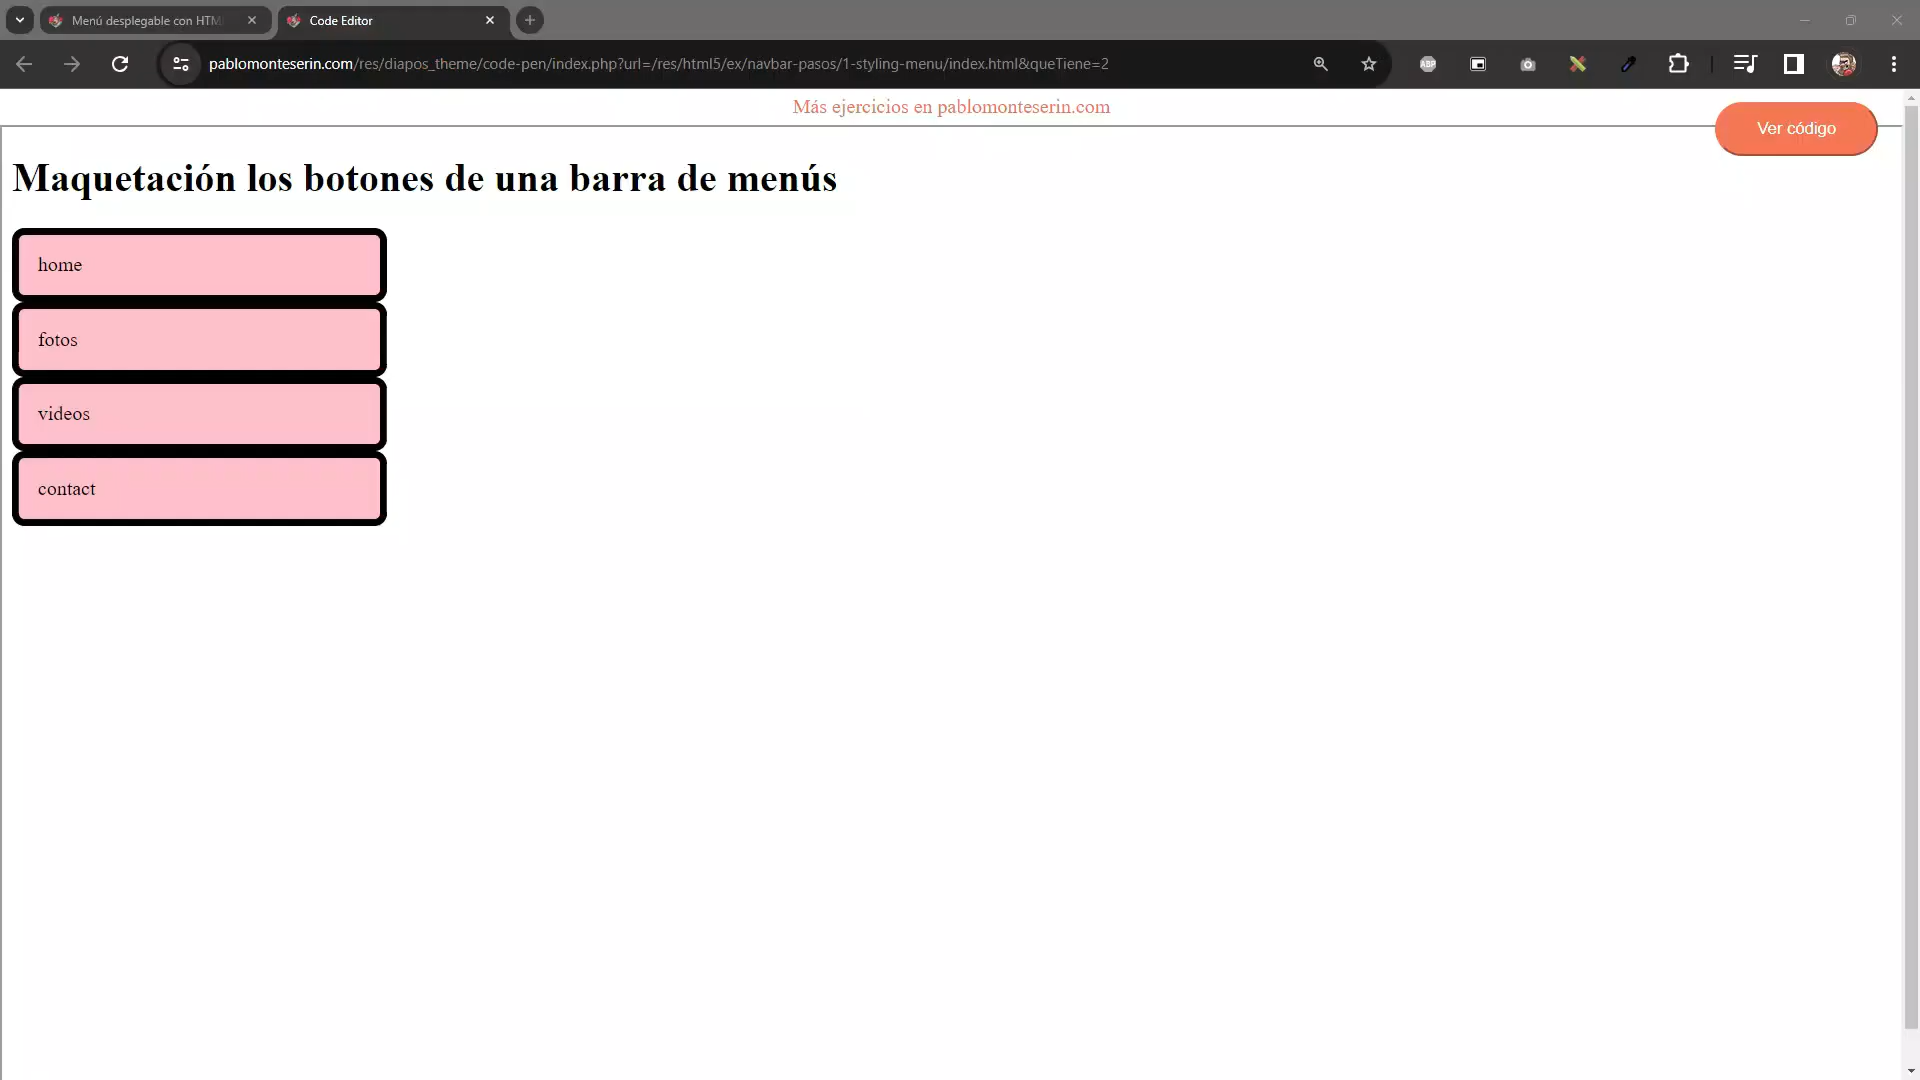 Menú desplegable con HTM
Code Editor
pablomonteserin.com/res/diapos_theme/code-pen/index.php?url=/res/html5/ex/navbar-pasos/1-styling-menu/index.html&queTiene=2
ABP
Más ejercicios en pablomonteserin.com
Ver código
Maquetación los botones de una barra de menús
home
fotos
videos
contact